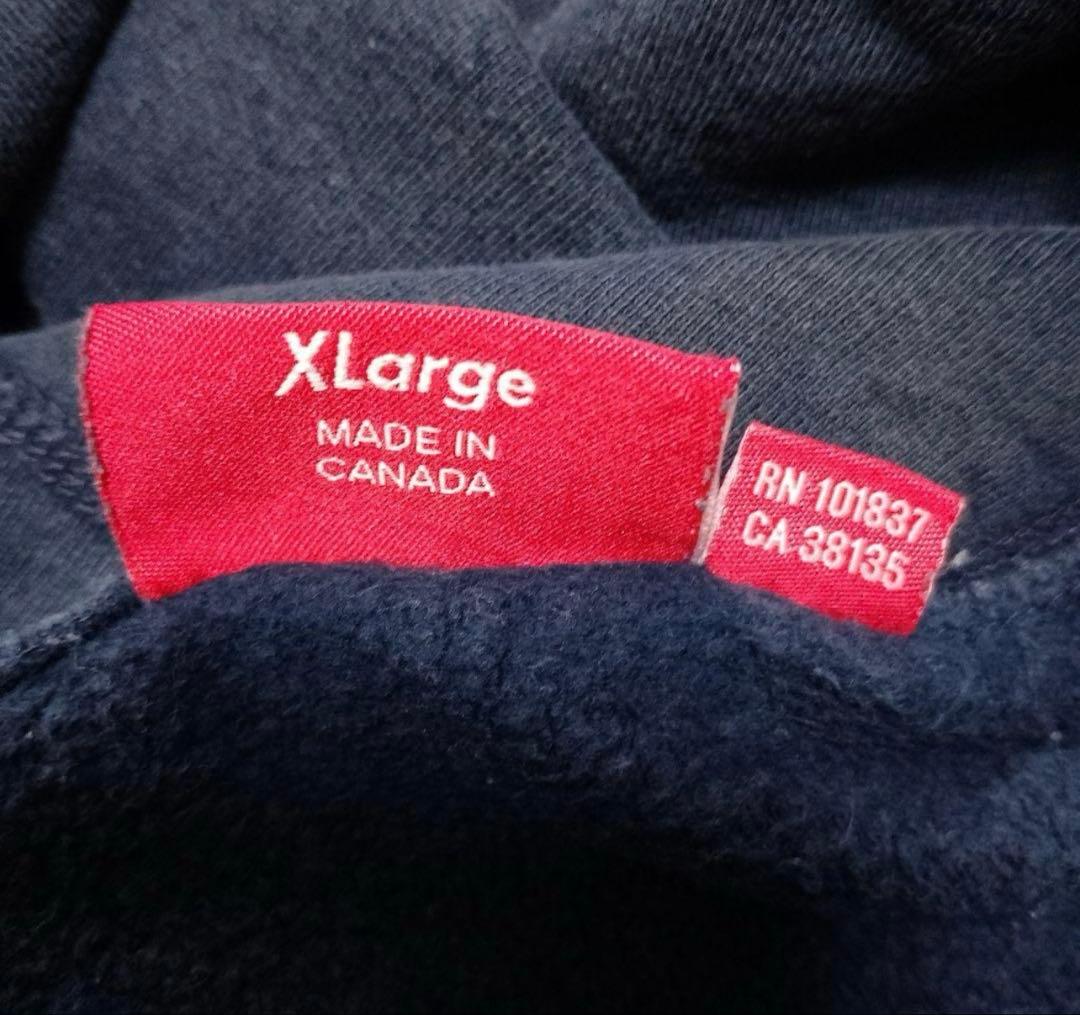 XLarge
MADE IN
CANADA
RN 101837
CA 38135